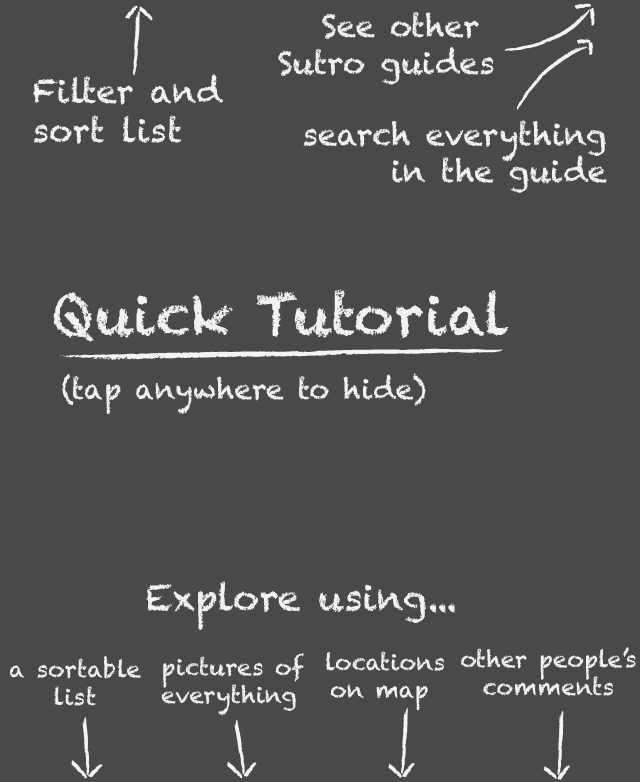 See other
Sutro guides
Filter and
sort list
search everything
in the guide
Quick Tutorial
(tap anywhere to hide)
Explore using...
a sortable
list
pictures of
everything
locations
on map
other people's
comments